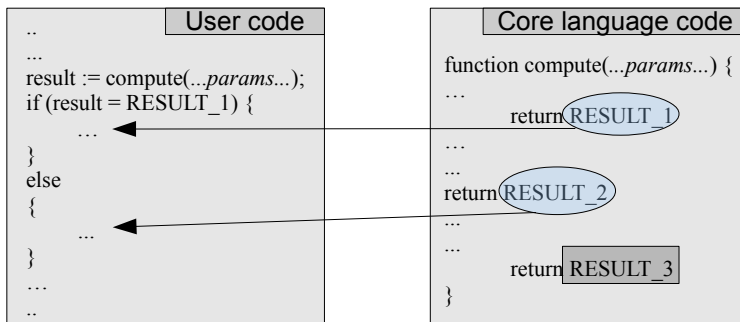 User code
..
...
result := compute(...params...);
if (result = RESULT_1) {
...
}
else
{
...
}
...
..
Core language code
function compute(...params...) {
...
return RESULT_1
...
...
return RESULT_2
...
...
return RESULT_3
}